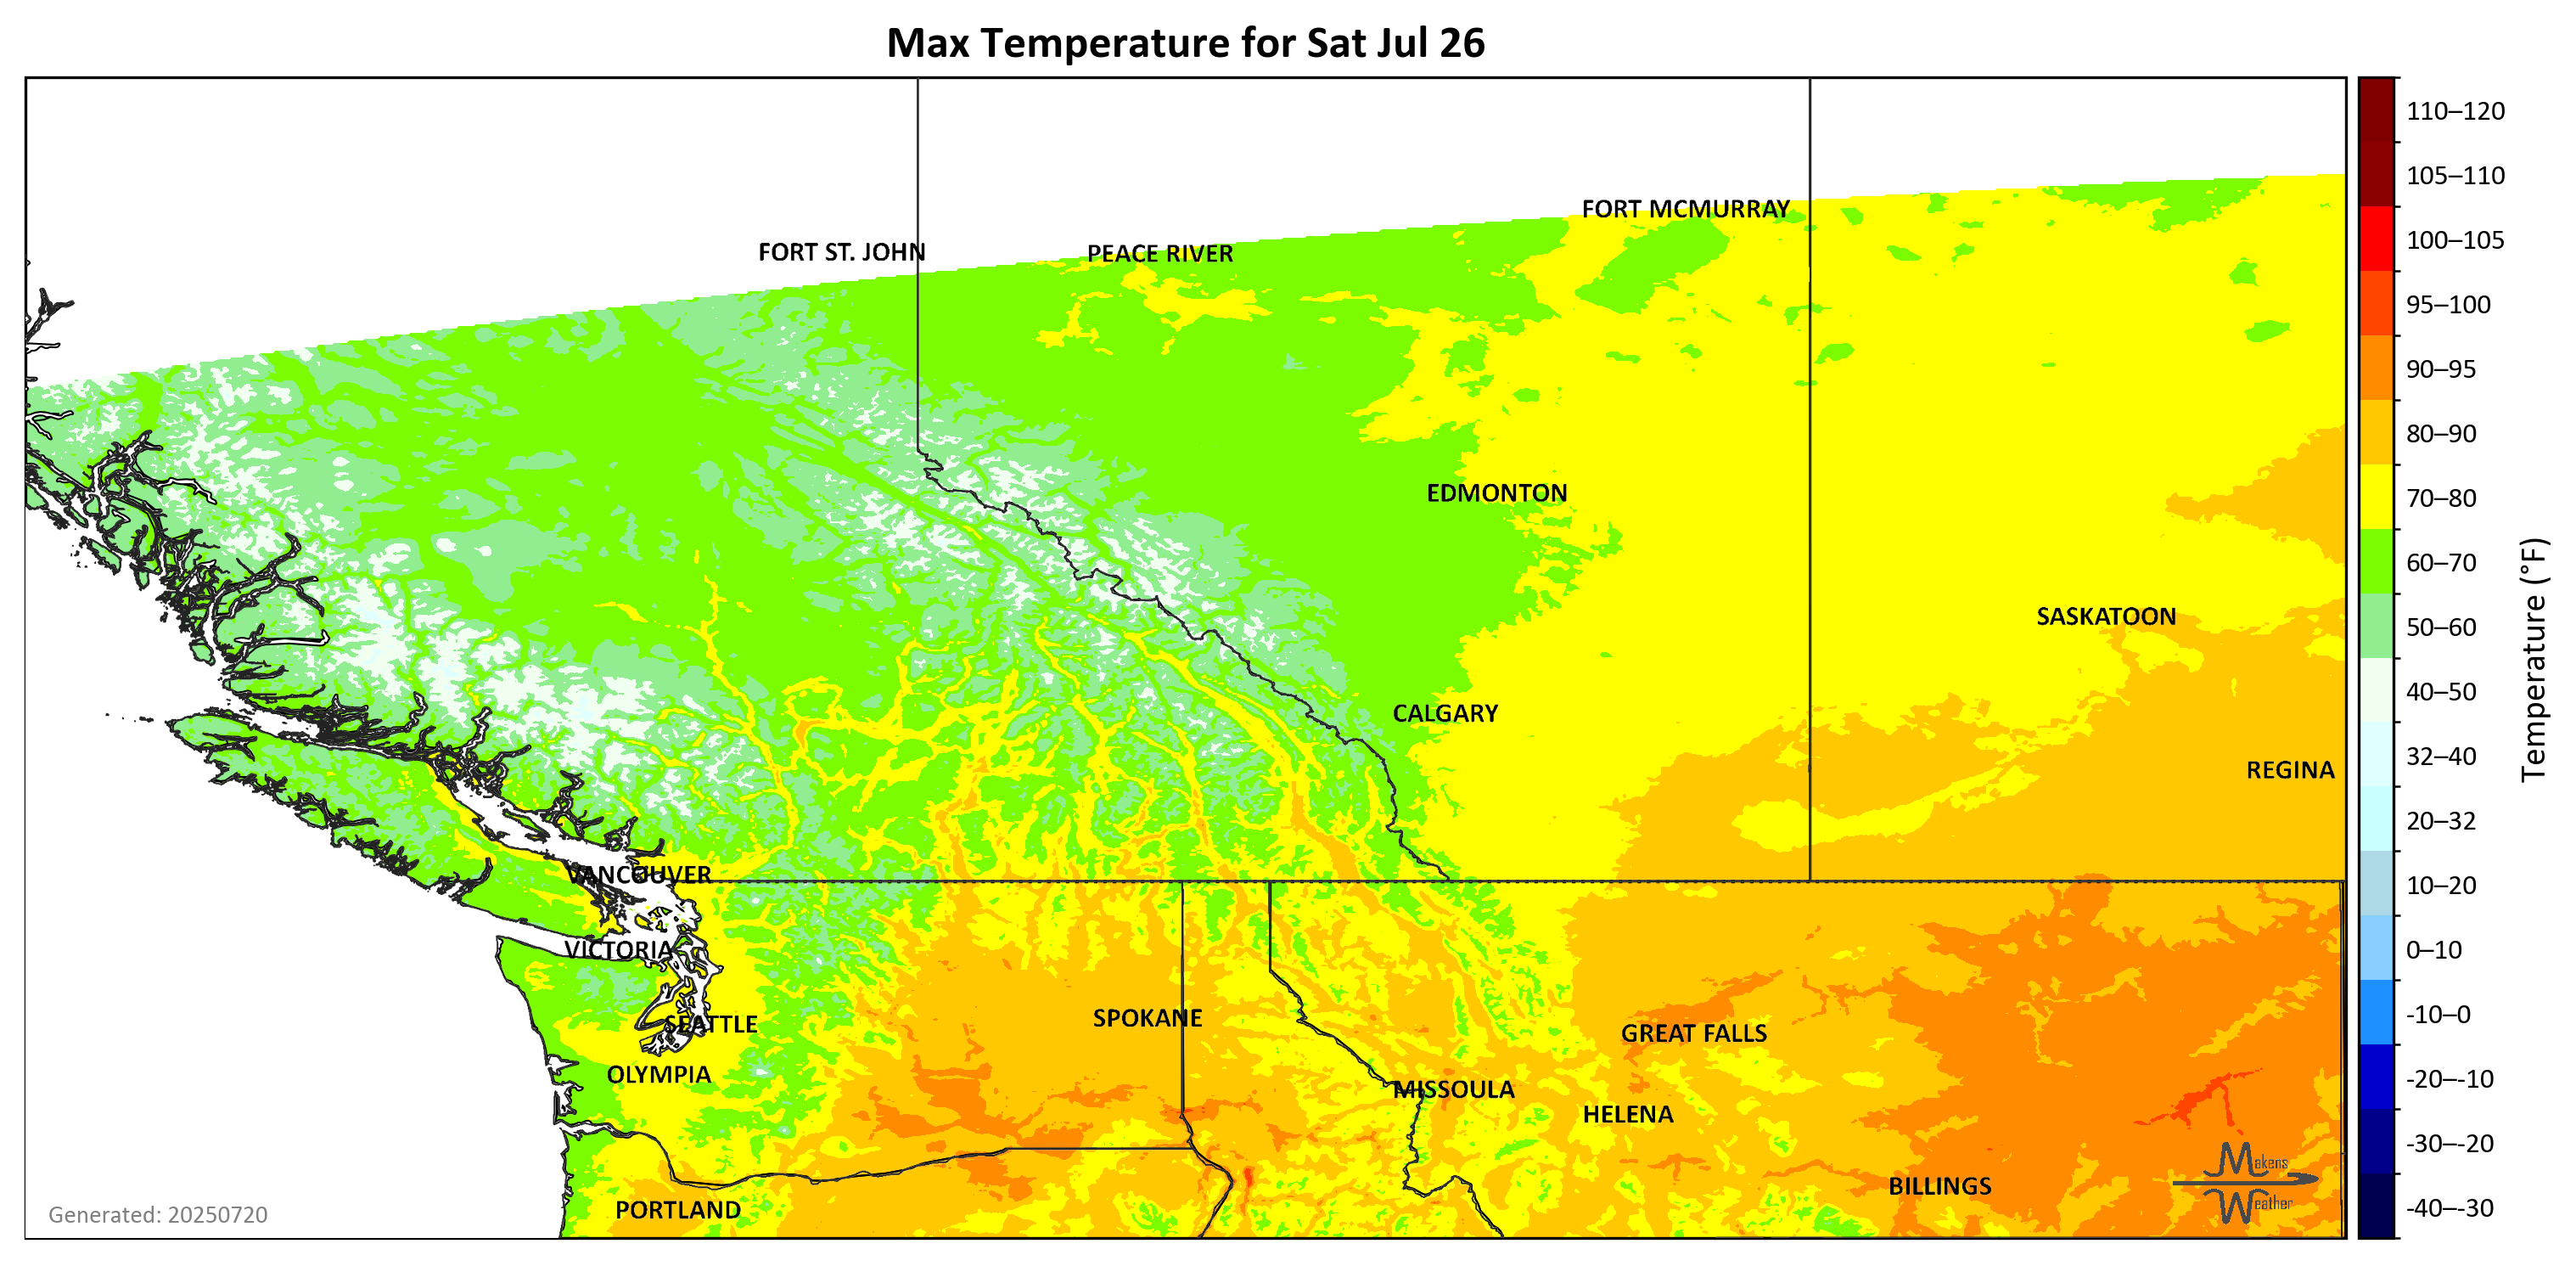 Max Temperature for Sat Jul 26
110–120
105–110
FORT MCMURRAY
100–105
FORT ST. JOHN
PEACE RIVER
95–100
90–95
80–90
EDMONTON
70–80
60–70
SASKATOON
50–60
40–50
CALGARY
32–40
REGINA
Temperature (°F)
20–32
VANCOUVER
10–20
VICTORIA
0–10
SEATTLE
SPOKANE
-10–0
GREAT FALLS
OLYMPIA
-20–-10
MISSOULA
HELENA
-30–-20
Makens
Weather
BILLINGS
PORTLAND
-40–-30
Generated: 20250720